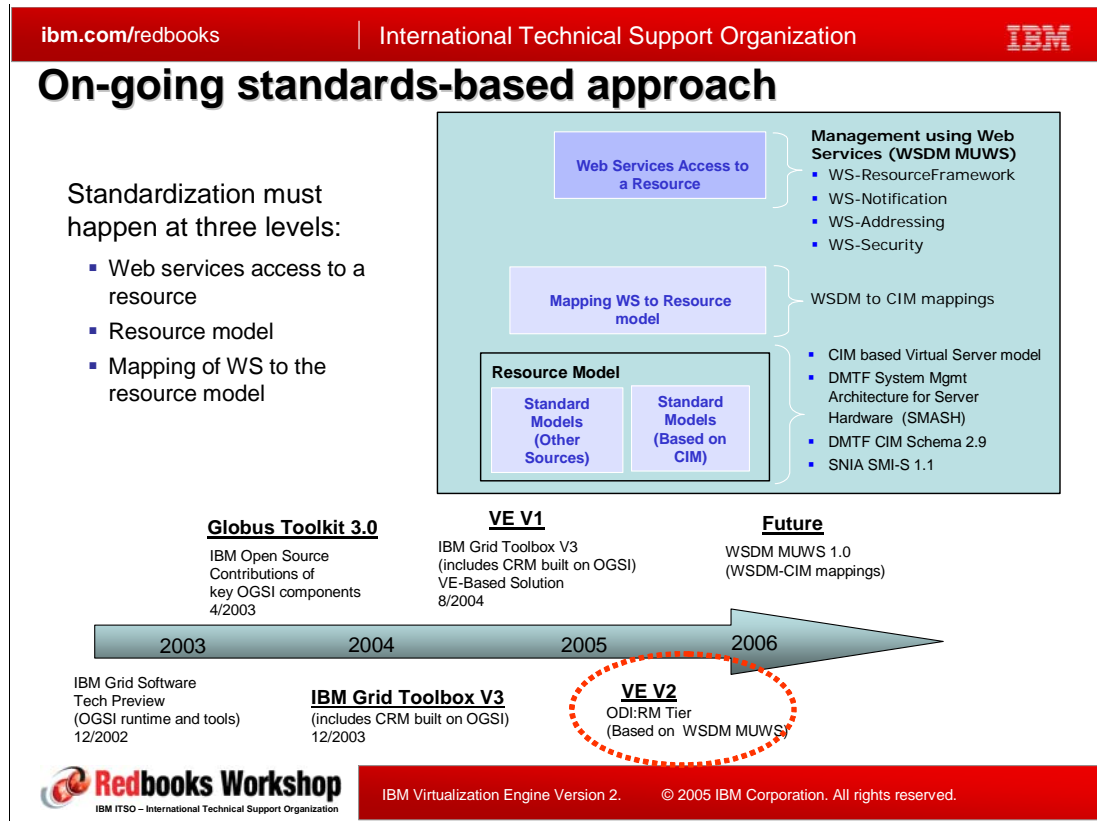 ibm.com/redbooks
International Technical Support Organization
IBM
On-going standards-based approach
Standardization must
happen at three levels:
▪ Web services access to a
resource
▪ Resource model
▪ Mapping of WS to the
resource model
Web Services Access to
a Resource
Management using Web
Services (WSDM MUWS)
▪ WS-ResourceFramework
▪ WS-Notification
▪ WS-Addressing
▪ WS-Security
Mapping WS to Resource
model
WSDM to CIM mappings
Resource Model
Standard
Models
(Other
Sources)
Standard
Models
(Based on
CIM)
▪ CIM based Virtual Server model
▪ DMTF System Mgmt
Architecture for Server
Hardware (SMASH)
▪ DMTF CIM Schema 2.9
▪ SNIA SMI-S 1.1
Globus Toolkit 3.0
IBM Open Source
Contributions of
key OGSI components
4/2003
VE V1
IBM Grid Toolbox V3
(includes CRM built on OGSI)
VE-Based Solution
8/2004
Future
WSDM MUWS 1.0
(WSDM-CIM mappings)
2003
2004
2005
2006
IBM Grid Software
Tech Preview
(OGSI runtime and tools)
12/2002
IBM Grid Toolbox V3
(includes CRM built on OGSI)
12/2003
VE V2
ODI:RM Tier
(Based on WSDM MUWS)
Redbooks Workshop
IBM ITSO – International Technical Support Organization
IBM Virtualization Engine Version 2.
© 2005 IBM Corporation. All rights reserved.